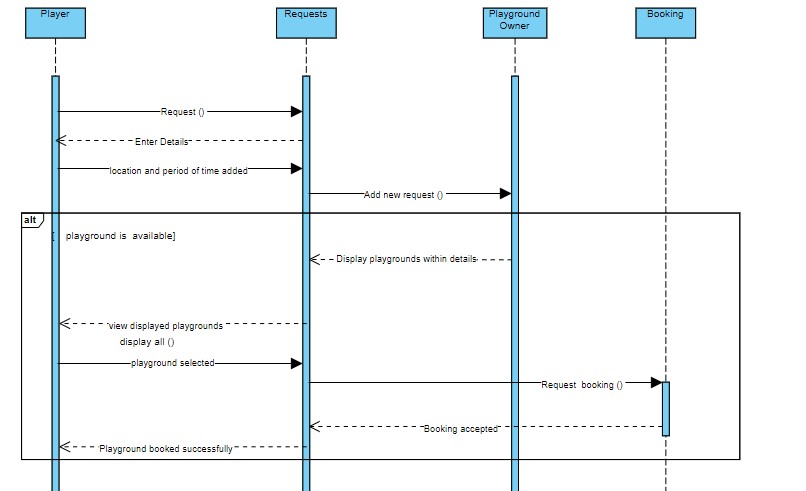 Player
Requests
Playground
Owner
Booking
Request ()
Enter Details
location and period of time added
Add new request ()
alt
[ playground is available]
Display playgrounds within details
view displayed playgrounds
display all ()
playground selected
Request booking ()
Booking accepted
Playground booked successfully